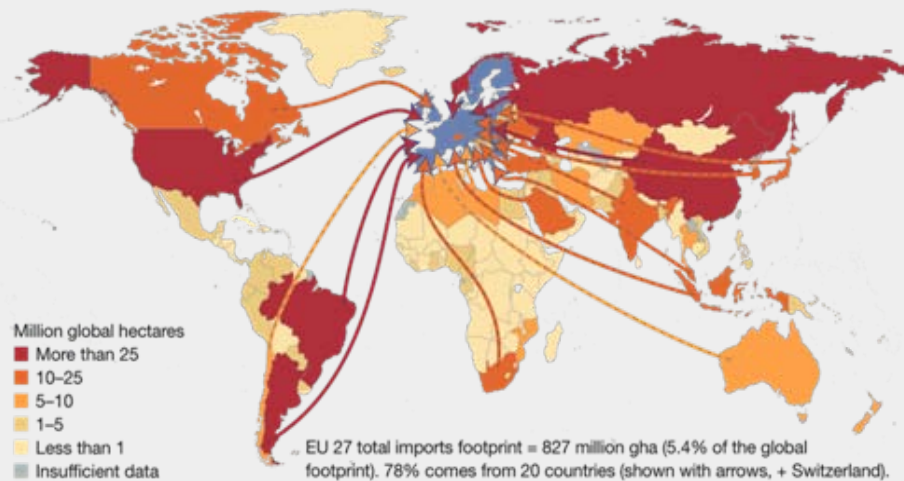 Million global hectares
More than 25
10–25
5–10
1–5
Less than 1
Insufficient data
EU 27 total imports footprint = 827 million gha (5.4% of the global
footprint). 78% comes from 20 countries (shown with arrows, + Switzerland).